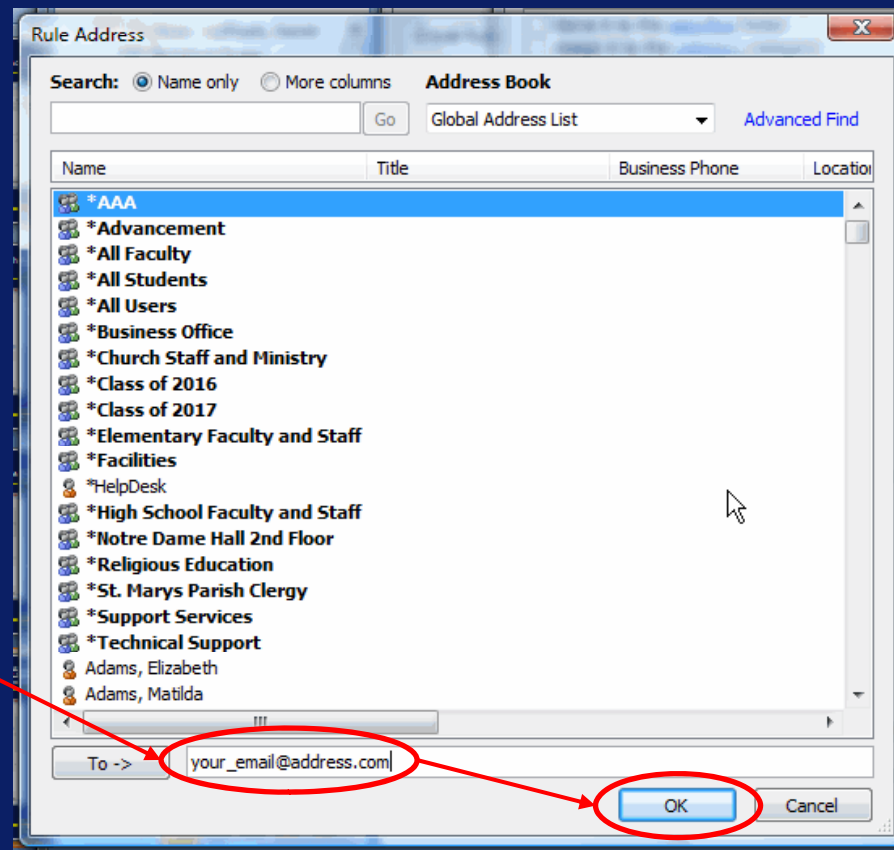 Rule Address
Search: Name only More columns Address Book
Go Global Address List Advanced Find
Name Title Business Phone Location
*AAA
*Advancement
*All Faculty
*All Students
*All Users
*Business Office
*Church Staff and Ministry
*Class of 2016
*Class of 2017
*Elementary Faculty and Staff
*Facilities
*HelpDesk
*High School Faculty and Staff
*Notre Dame Hall 2nd Floor
*Religious Education
*St. Marys Parish Clergy
*Support Services
*Technical Support
Adams, Elizabeth
Adams, Matilda
To -> your_email@address.com
OK Cancel